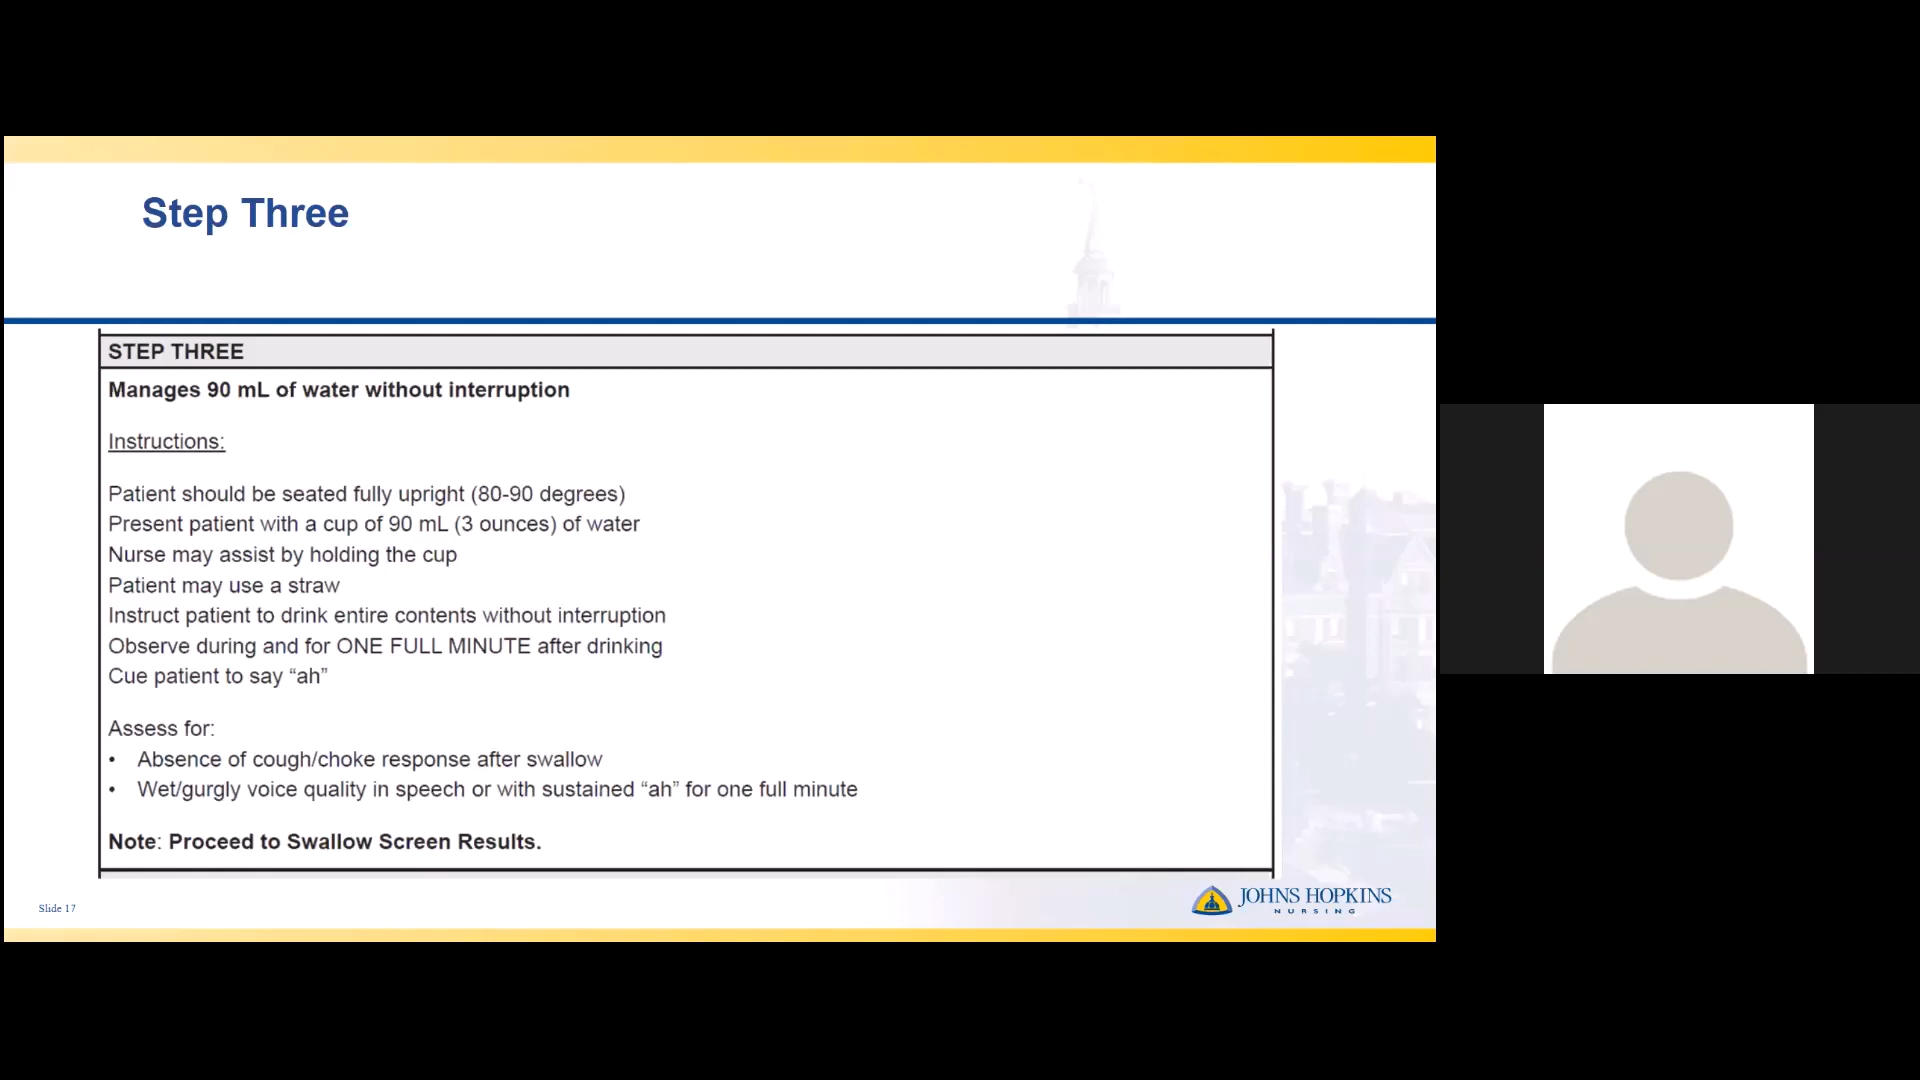 Step Three
STEP THREE
Manages 90 mL of water without interruption
Instructions:
Patient should be seated fully upright (80-90 degrees)
Present patient with a cup of 90 mL (3 ounces) of water
Nurse may assist by holding the cup
Patient may use a straw
Instruct patient to drink entire contents without interruption
Observe during and for ONE FULL MINUTE after drinking
Cue patient to say “ah”
Assess for:
• Absence of cough/choke response after swallow
• Wet/gurgly voice quality in speech or with sustained “ah” for one full minute
Note: Proceed to Swallow Screen Results.
Slide 17
JOHNS HOPKINS
NURSING